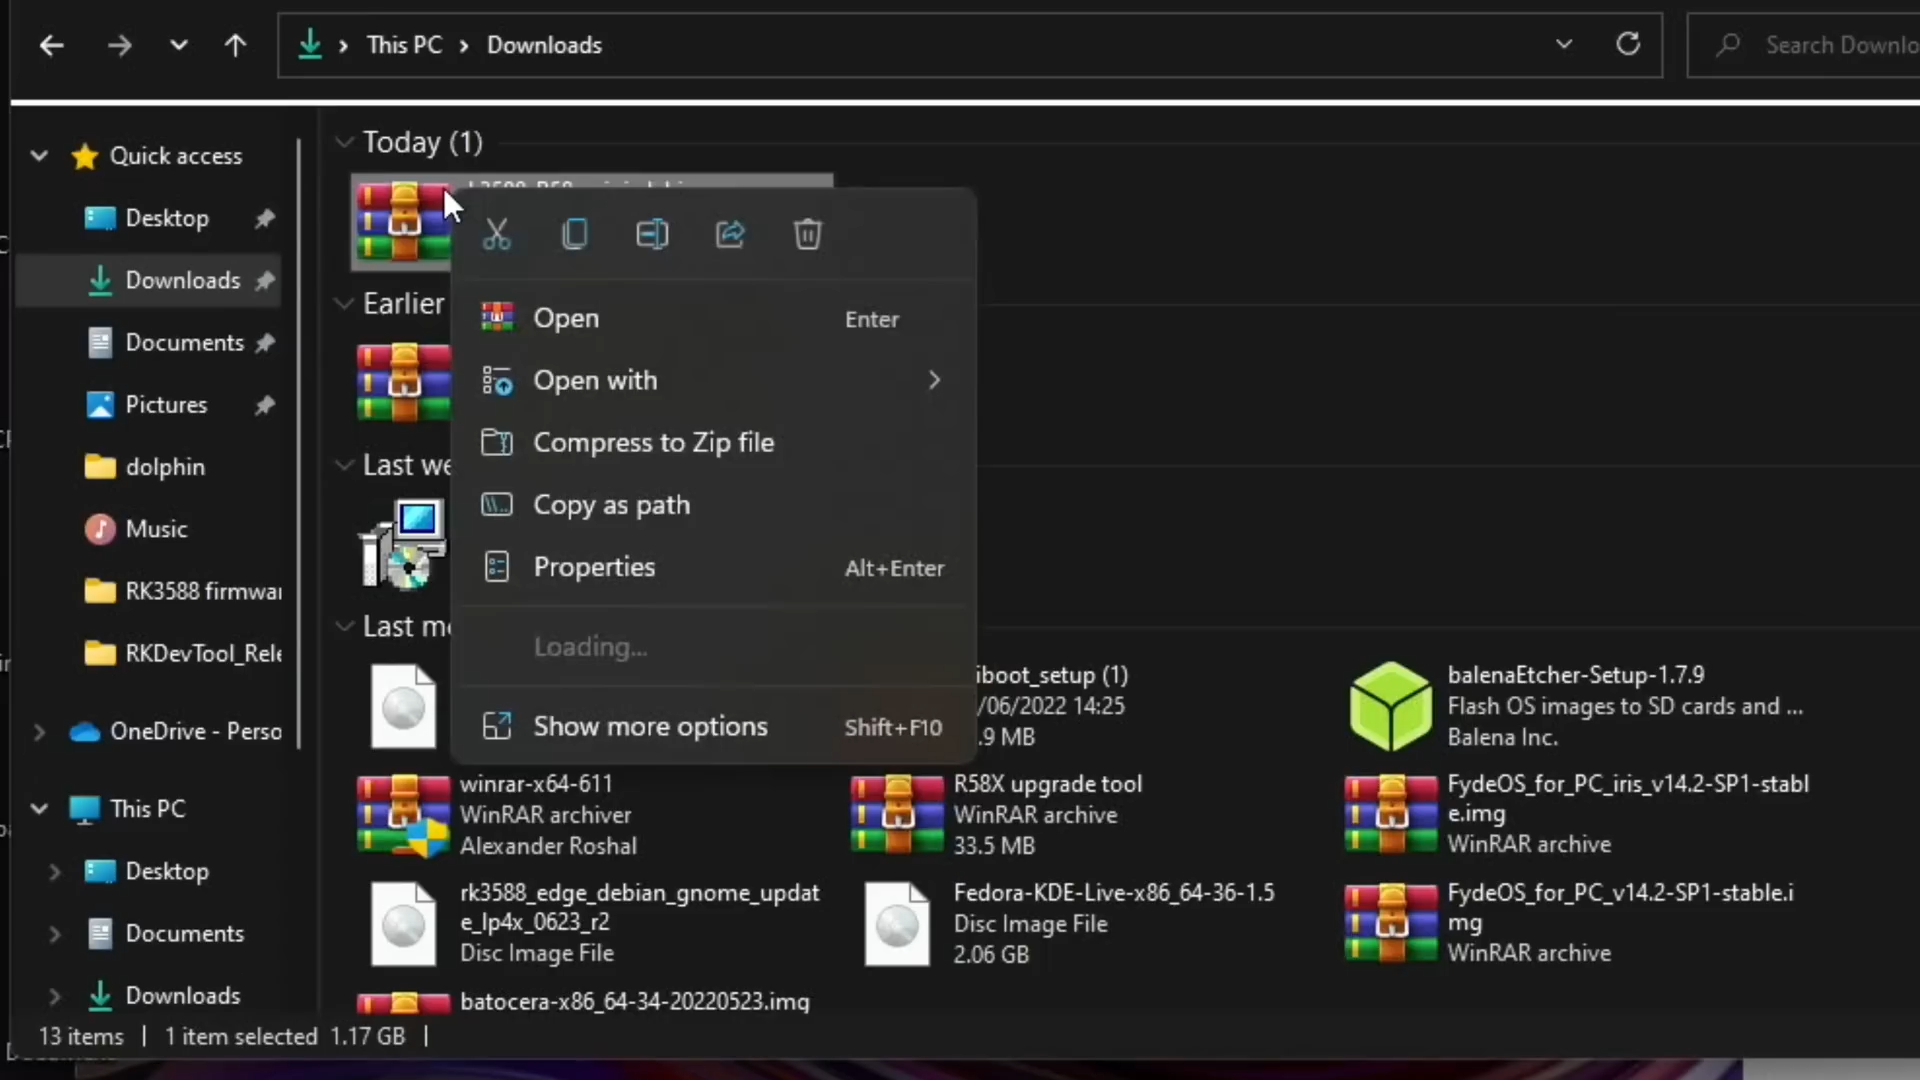 This PC
Downloads
Search Downlo
Quick access
Desktop
Downloads
Documents
Pictures
dolphin
Music
RK3588 firmwar
RKDevTool_Rele
OneDrive - Perso
This PC
Desktop
Documents
Downloads
Today (1)
Earlier
Last we
Last mo
Open Enter
Open with
Compress to Zip file
Copy as path
Properties Alt+Enter
Loading...
Show more options Shift+F10
iboot_setup (1)
/06/2022 14:25
.9 MB
balenaEtcher-Setup-1.7.9
Flash OS images to SD cards and ...
Balena Inc.
winrar-x64-611
WinRAR archiver
Alexander Roshal
R58X upgrade tool
WinRAR archive
33.5 MB
FydeOS_for_PC_iris_v14.2-SP1-stabl
e.img
WinRAR archive
rk3588_edge_debian_gnome_updat
e_lp4x_0623_r2
Disc Image File
Fedora-KDE-Live-x86_64-36-1.5
Disc Image File
2.06 GB
FydeOS_for_PC_v14.2-SP1-stable.i
mg
WinRAR archive
batocera-x86_64-34-20220523.img
13 items
1 item selected 1.17 GB